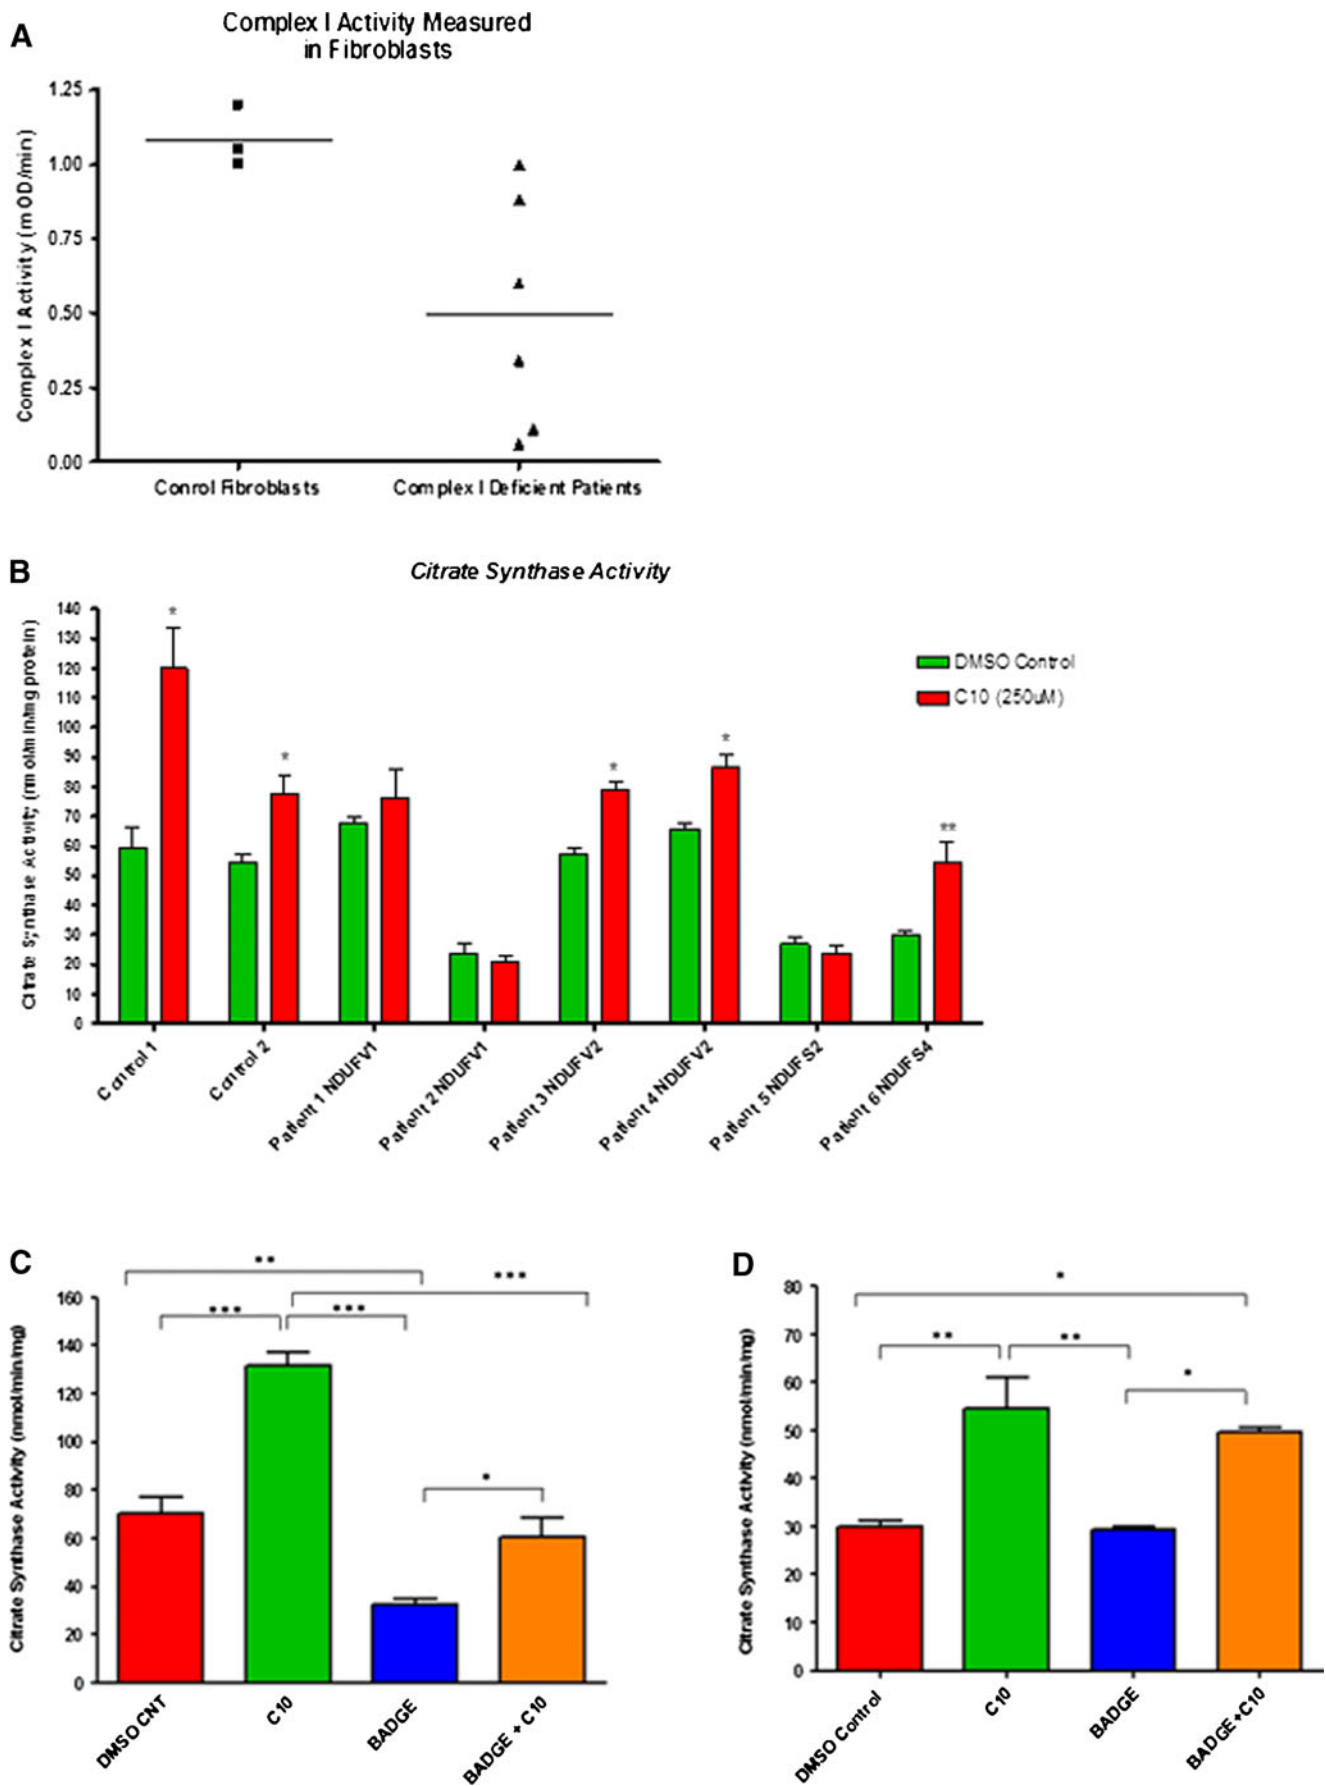 A
Complex I Activity Measured
in Fibroblasts
Complex I Activity (mOD/min)
1.25
1.00
0.75
0.50
0.25
0.00
Conrol Fibroblasts
Complex I Deficient Patients
B
Citrate Synthase Activity
Citrate Synthase Activity (nmol/min/mg protein)
140
130
120
110
100
90
80
70
60
50
40
30
20
10
0
*
*
*
*
**
DMSO Control
C10 (250uM)
Control 1
Control 2
Patient 1 NDUFV1
Patient 2 NDUFV1
Patient 3 NDUFV2
Patient 4 NDUFV2
Patient 5 NDUFS2
Patient 6 NDUFS4
C
Citrate Synthase Activity (nmol/min/mg)
160
140
120
100
80
60
40
20
0
**
***
***
***
*
DMSO CNT
C10
BADGE
BADGE + C10
D
Citrate Synthase Activity (nmol/min/mg)
80
70
60
50
40
30
20
10
0
*
**
**
*
DMSO Control
C10
BADGE
BADGE+C10